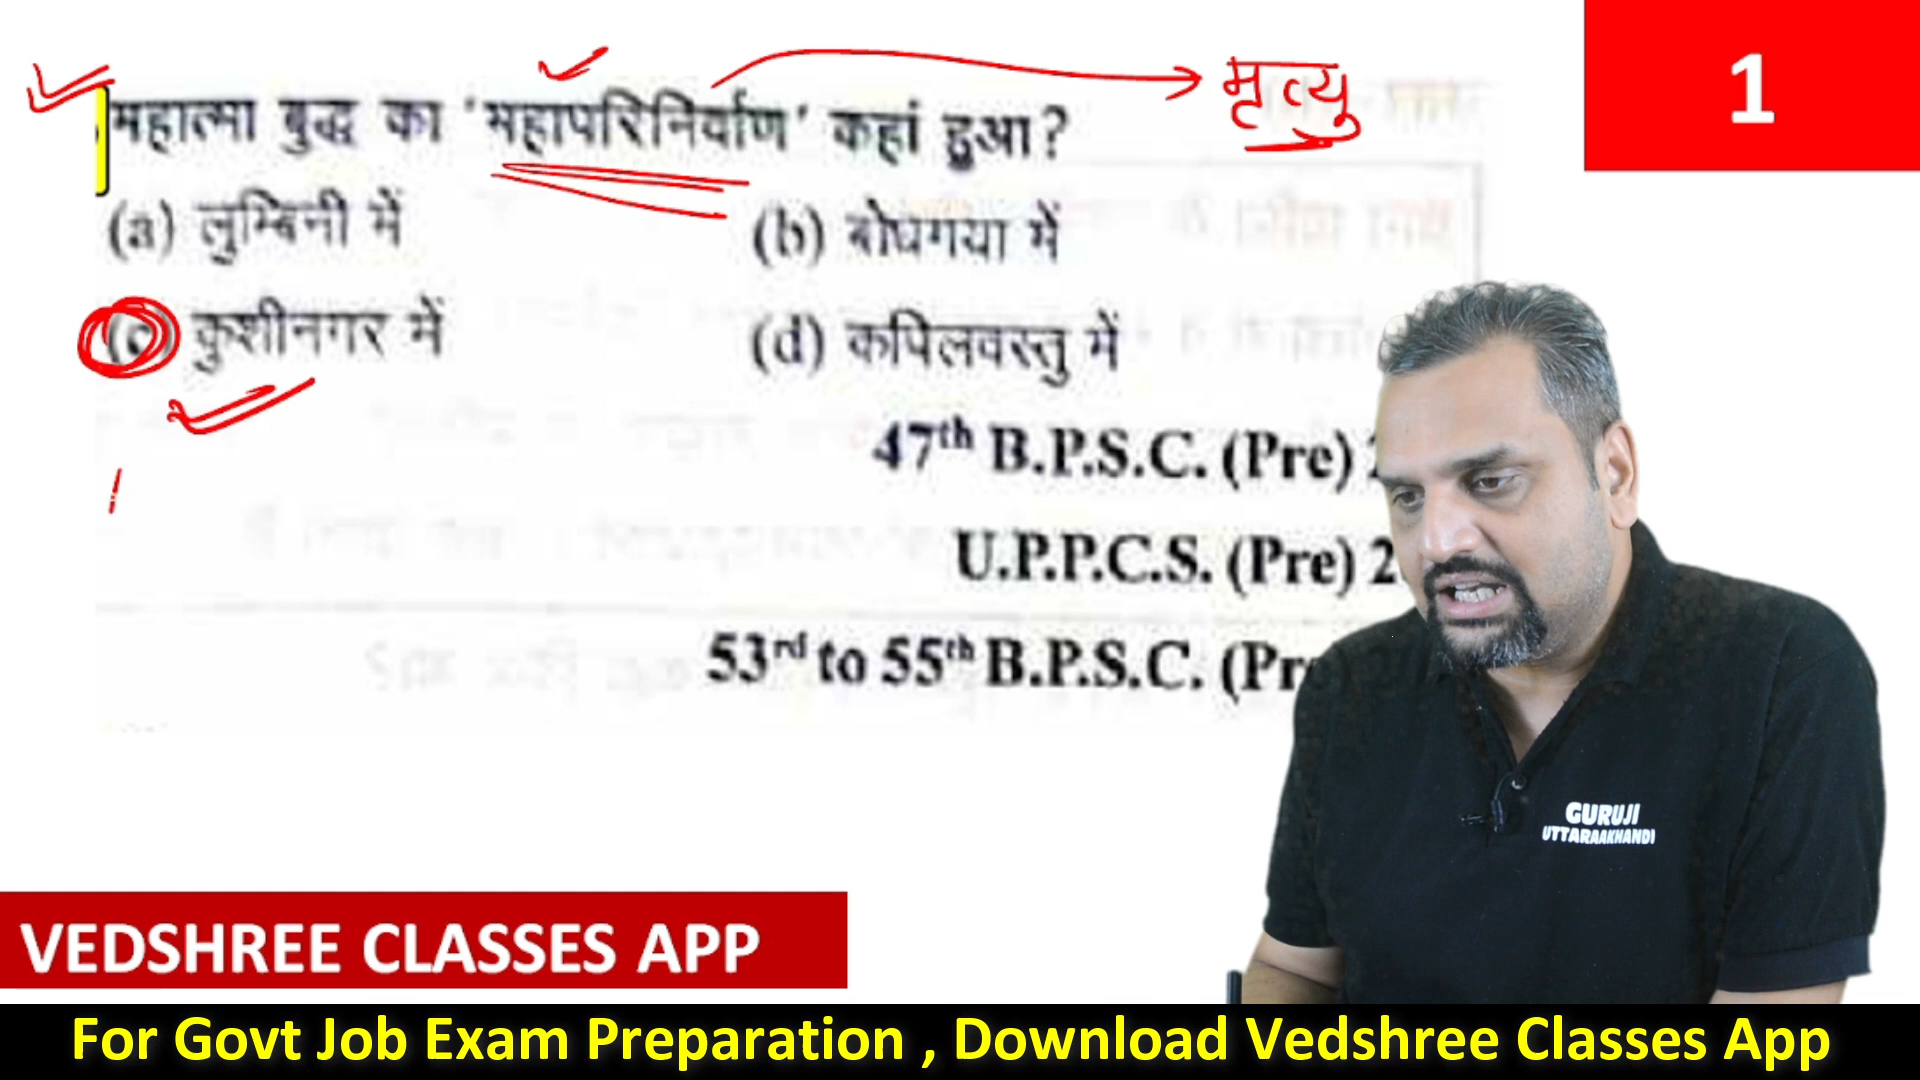 महात्मा बुद्ध का 'महापरिनिर्वाण' कहां हुआ?
मृत्यु
1
(a) लुम्बिनी में
(b) बोधगया में
(c) कुशीनगर में
(d) कपिलवस्तु में
47th B.P.S.C. (Pre)
U.P.P.C.S. (Pre) 2
53rd to 55th B.P.S.C.
GURUJI
UTTARAAKHANDI
VEDSHREE CLASSES APP
For Govt Job Exam Preparation , Download Vedshree Classes App